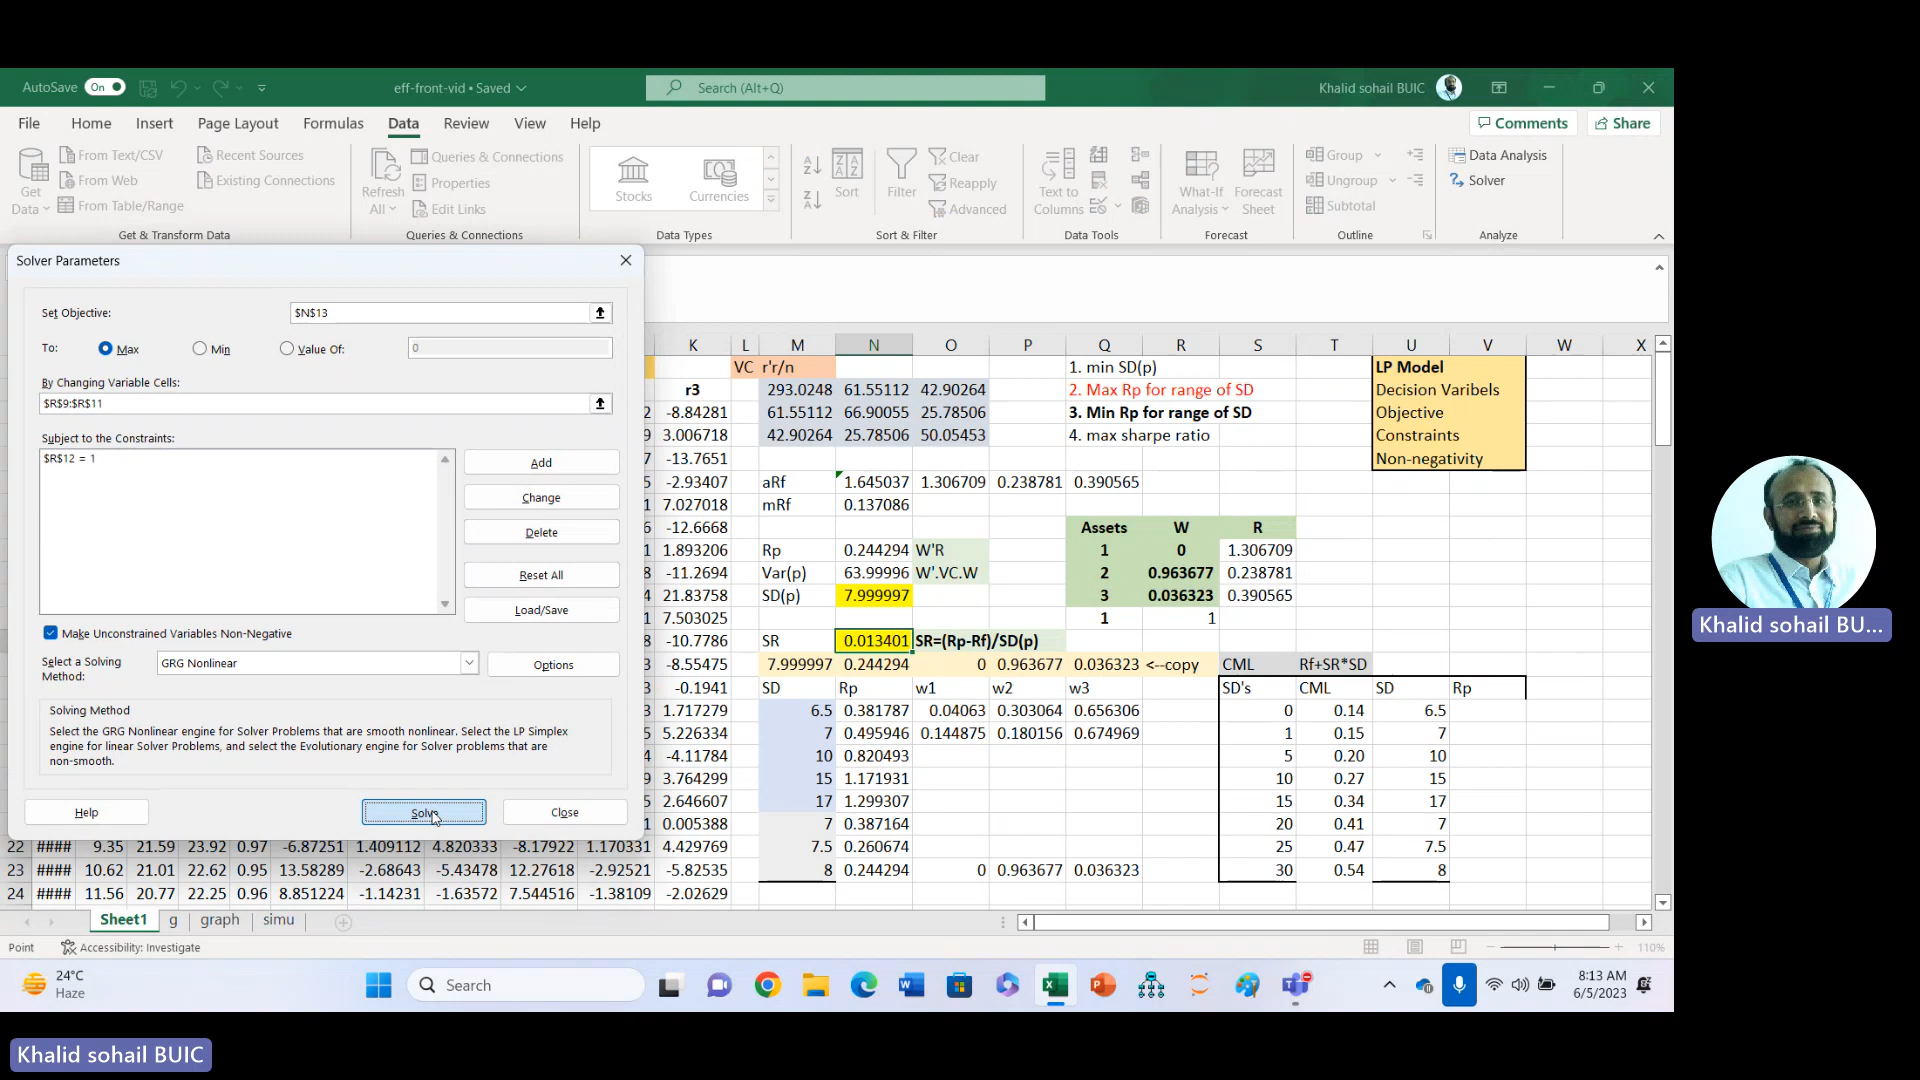 AutoSave On eff-front-vid • Saved Search (Alt+Q) Khalid sohail BUIC
File Home Insert Page Layout Formulas Data Review View Help Comments Share
Get Data From Text/CSV From Web From Table/Range Recent Sources Existing Connections
Get & Transform Data
Refresh All Queries & Connections Properties Edit Links
Queries & Connections
Stocks Currencies
Data Types
Sort Filter Clear Reapply Advanced
Sort & Filter
Text to Columns
Data Tools
What-If Analysis Forecast Sheet
Forecast
Group Ungroup Subtotal
Outline
Data Analysis Solver
Analyze
Solver Parameters
Set Objective: $N$13
To: Max Min Value Of: 0
By Changing Variable Cells:
$R$9:$R$11
Subject to the Constraints:
$R$12 = 1
Add
Change
Delete
Reset All
Load/Save
Make Unconstrained Variables Non-Negative
Select a Solving Method: GRG Nonlinear Options
Solving Method
Select the GRG Nonlinear engine for Solver Problems that are smooth nonlinear. Select the LP Simplex
engine for linear Solver Problems, and select the Evolutionary engine for Solver problems that are
non-smooth.
Help Solve Close
K L M N O P Q R S T U V W X
VC r'r/n 1. min SD(p) LP Model
r3 293.0248 61.55112 42.90264 2. Max Rp for range of SD Decision Varibels
2 -8.84281 61.55112 66.90055 25.78506 3. Min Rp for range of SD Objective
9 3.006718 42.90264 25.78506 50.05453 4. max sharpe ratio Constraints
-13.7651 Non-negativity
5 -2.93407 aRf 1.645037 1.306709 0.238781 0.390565
1 7.027018 mRf 0.137086
6 -12.6668 Assets W R
1 1.893206 Rp 0.244294 W'R 1 0 1.306709
8 -11.2694 Var(p) 63.99996 W'.VC.W 2 0.963677 0.238781
7 21.83758 SD(p) 7.999997 3 0.036323 0.390565
1 7.503025 1 1
8 -10.7786 SR 0.013401 SR=(Rp-Rf)/SD(p)
3 -8.55475 7.999997 0.244294 0 0.963677 0.036323 <--copy CML Rf+SR*SD
3 -0.1941 SD Rp w1 w2 w3 SD's CML SD Rp
3 1.717279 6.5 0.381787 0.04063 0.303064 0.656306 0 0.14 6.5
4 5.226334 7 0.495946 0.144875 0.180156 0.674969 1 0.15 7
7 -4.11784 10 0.820493 5 0.20 10
9 3.764299 15 1.171931 10 0.27 15
4 2.646607 17 1.299307 15 0.34 17
1 0.005388 7 0.387164 20 0.41 7
22 #### 9.35 21.59 23.92 0.97 -6.87251 1.409112 4.820333 -8.17922 1.170331 4.429769 7.5 0.260674 25 0.47 7.5
23 #### 10.62 21.01 22.62 0.95 -2.68643 -5.43478 13.58289 12.27618 -2.92521 -5.82535 8 0.244294 0 0.963677 0.036323 30 0.54 8
24 #### 11.56 20.77 22.25 0.96 8.851224 -1.14231 -1.63572 7.544516 -1.38109 -2.02629
Sheet1 g graph simu
Point Accessibility: Investigate 110%
24°C
Haze
Search
8:13 AM
6/5/2023
Khalid sohail BU...
Khalid sohail BUIC